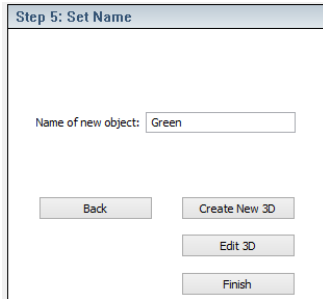 Step 5: Set Name
Name of new object: Green
Back Create New 3D
Edit 3D
Finish